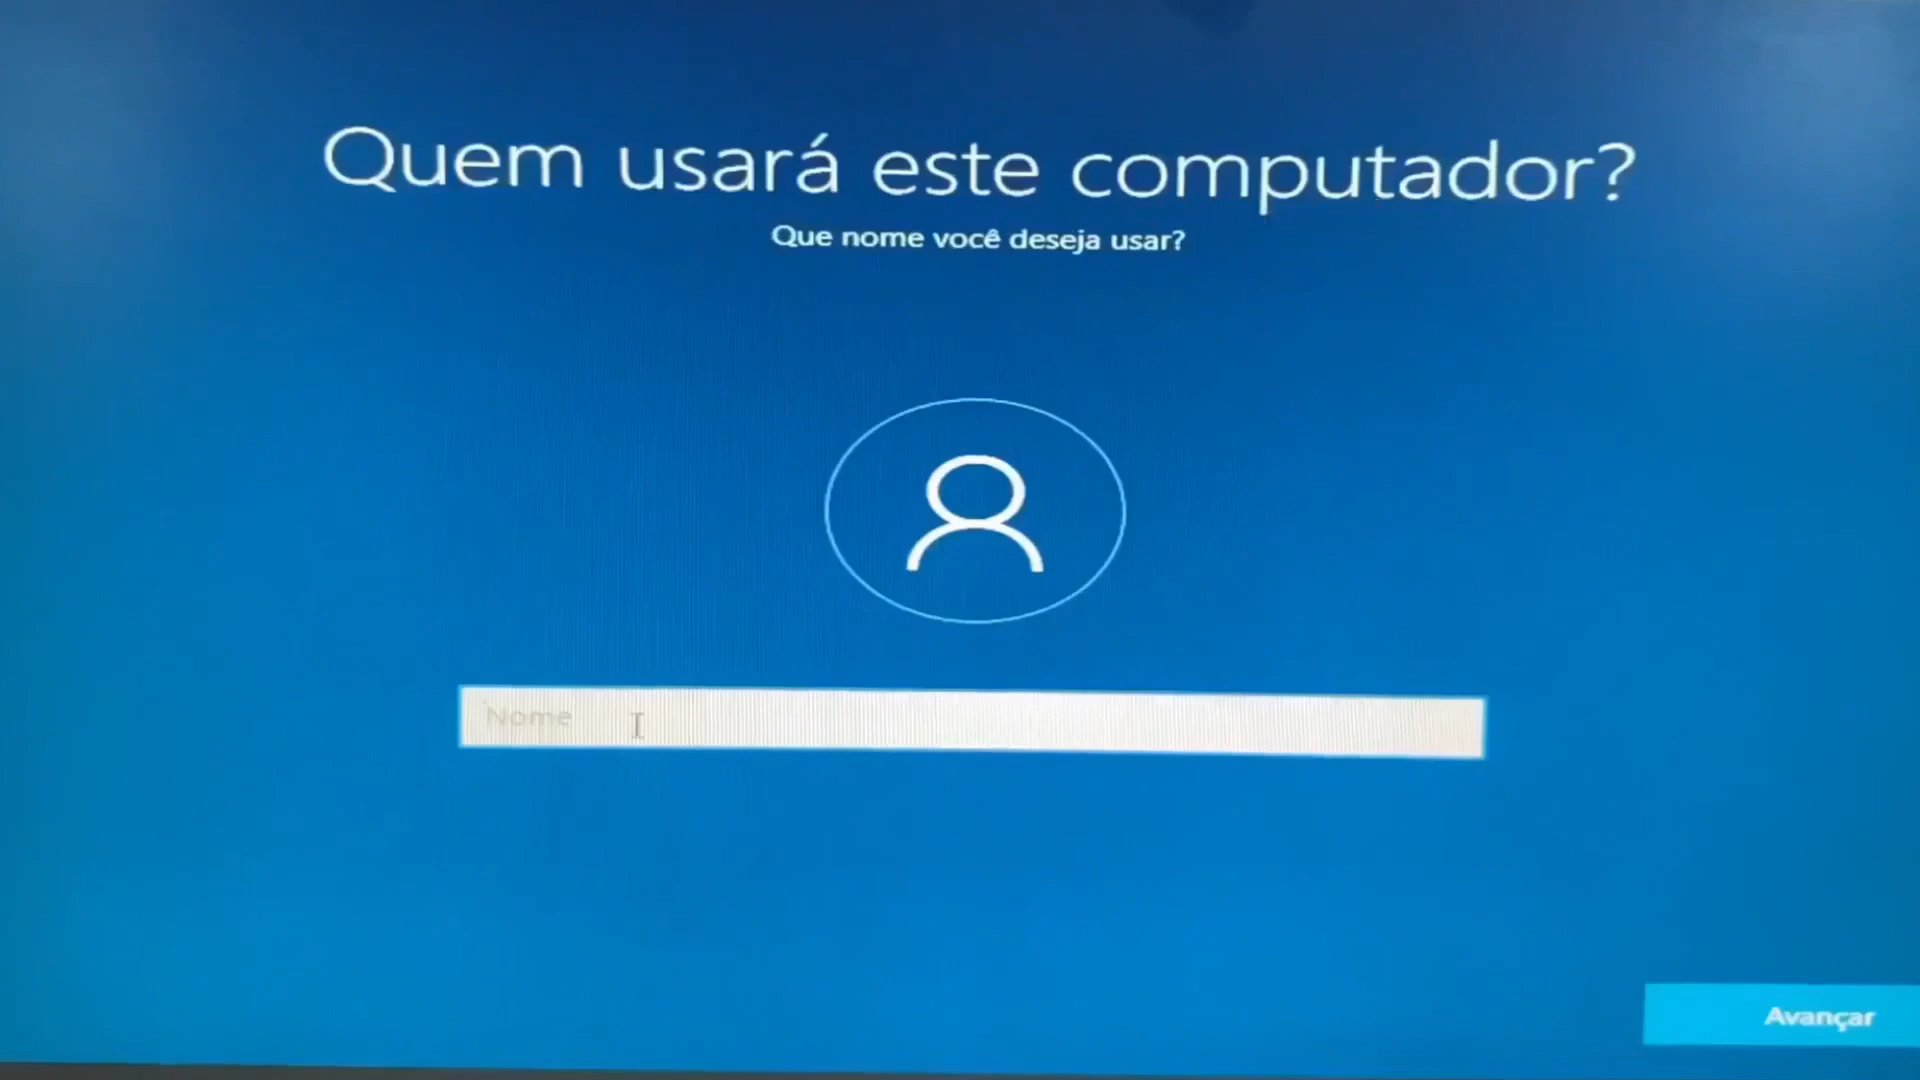 Quem usará este computador?
Que nome você deseja usar?
Nome
Avançar